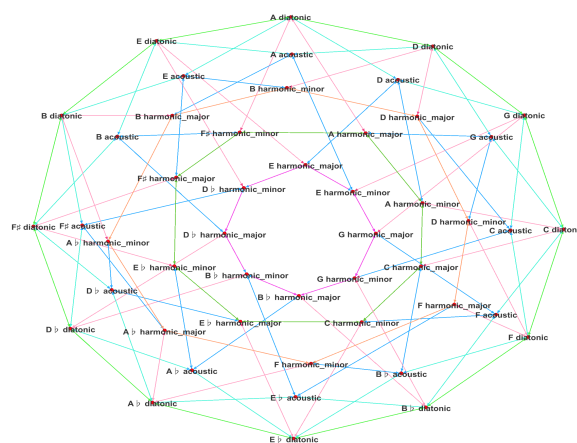 A diatonic
E diatonic
D diatonic
A acoustic
E acoustic
D acoustic
B harmonic_minor
B diatonic
B harmonic_major
D harmonic_major
G diatonic
B acoustic
F♯ harmonic_minor
A harmonic_major
G acoustic
E harmonic_major
F♯ harmonic_major
D♭ harmonic_minor
E harmonic_minor
A harmonic_minor
F♯ diatonic
F♯ acoustic
D harmonic_minor
C acoustic
C diatonic
D♭ harmonic_major
G harmonic_major
A♭ harmonic_minor
E♭ harmonic_minor
C harmonic_major
B♭ harmonic_minor
G harmonic_minor
D♭ acoustic
B♭ harmonic_major
F harmonic_major
F acoustic
D♭ diatonic
A♭ harmonic_major
E♭ harmonic_major
C harmonic_minor
F diatonic
F harmonic_minor
A♭ acoustic
B♭ acoustic
E♭ acoustic
A♭ diatonic
B♭ diatonic
E♭ diatonic